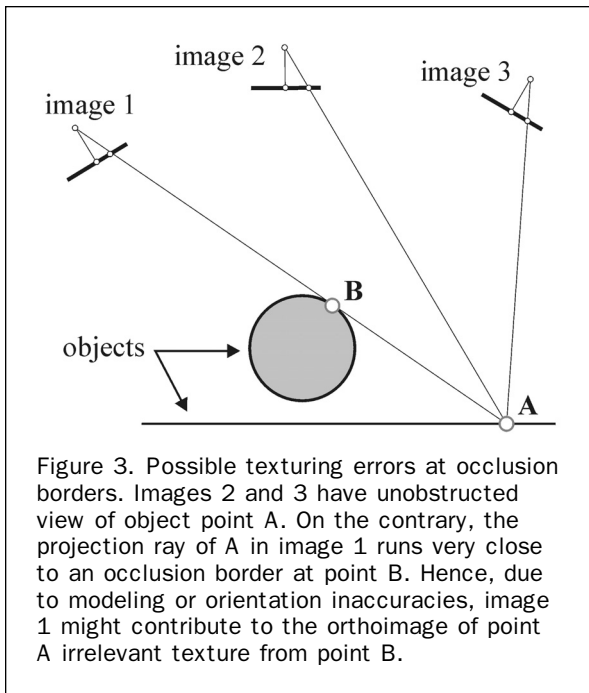 image 2
image 3
image 1
B
objects
A
Figure 3. Possible texturing errors at occlusion
borders. Images 2 and 3 have unobstructed
view of object point A. On the contrary, the
projection ray of A in image 1 runs very close
to an occlusion border at point B. Hence, due
to modeling or orientation inaccuracies, image
1 might contribute to the orthoimage of point
A irrelevant texture from point B.